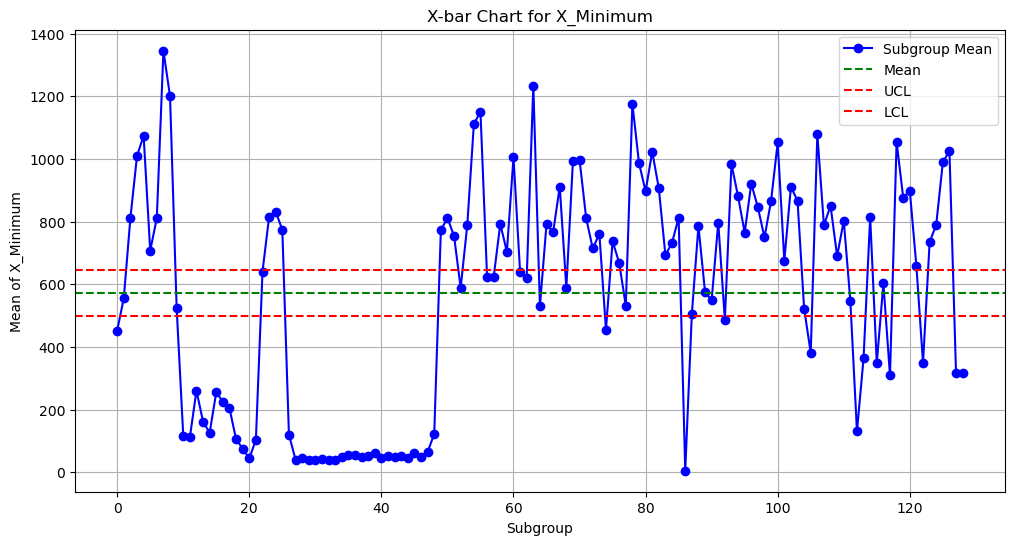 X-bar Chart for X_Minimum
Subgroup Mean
Mean
UCL
LCL
Mean of X_Minimum
1400
1200
1000
800
600
400
200
0
0 20 40 60 80 100 120
Subgroup